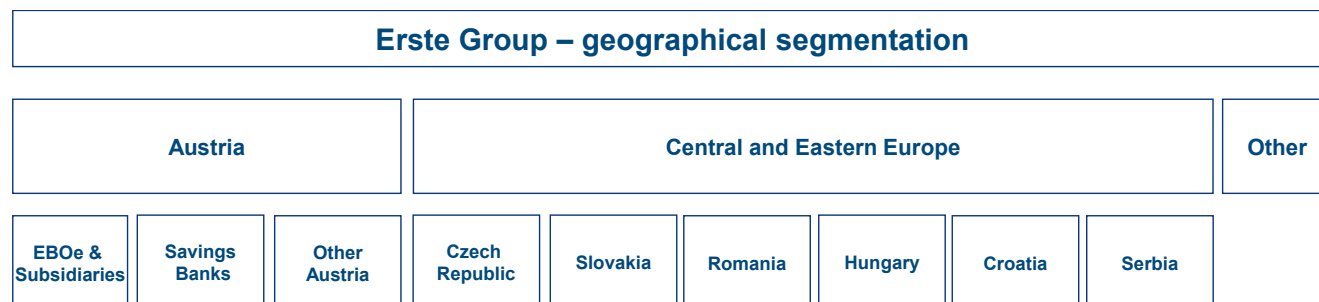 Erste Group – geographical segmentation
Austria
Central and Eastern Europe
Other
EBOe &
Subsidiaries
Savings
Banks
Other
Austria
Czech
Republic
Slovakia
Romania
Hungary
Croatia
Serbia